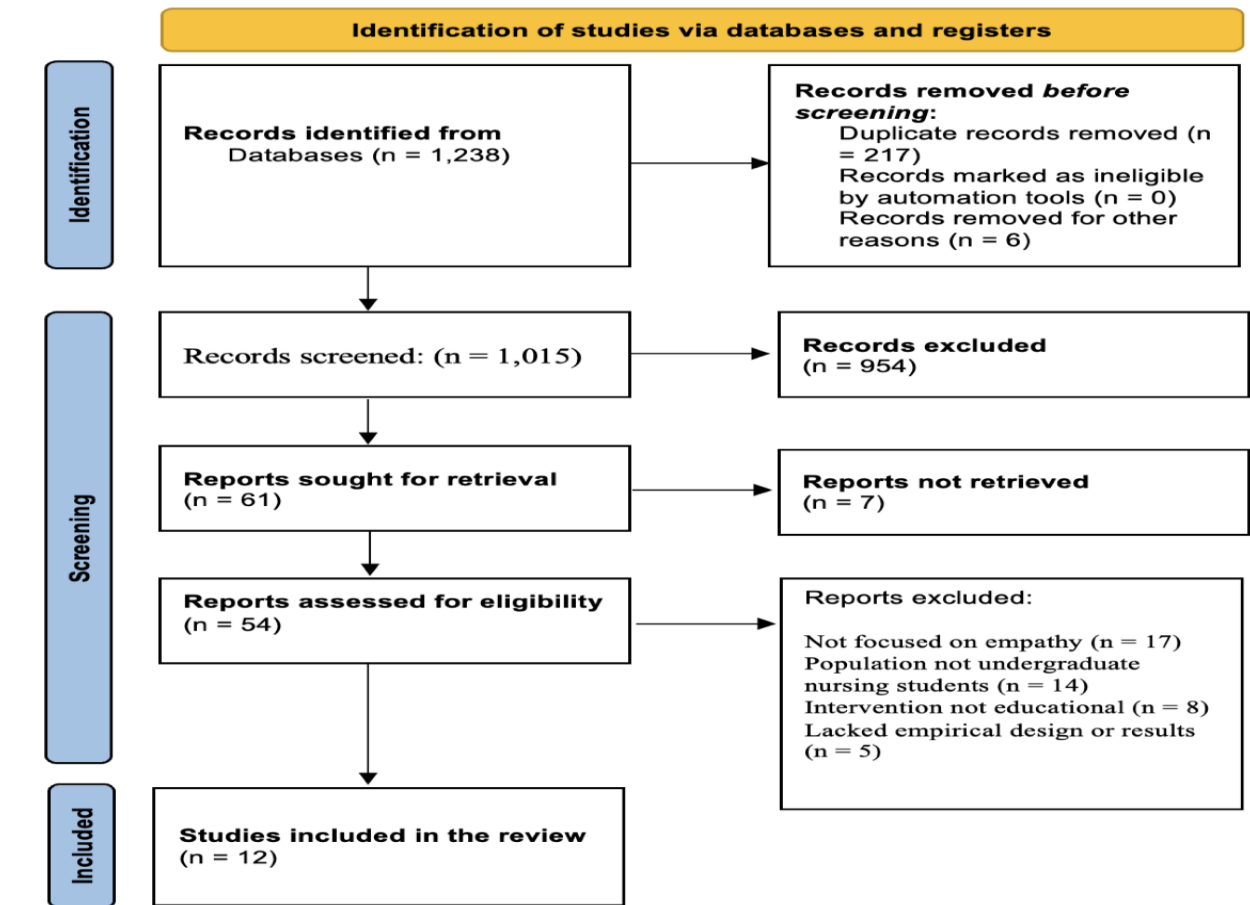 Identification of studies via databases and registers
Identification
Records identified from
Databases (n = 1,238)
Records removed before
screening:
Duplicate records removed (n
= 217)
Records marked as ineligible
by automation tools (n = 0)
Records removed for other
reasons (n = 6)
Screening
Records screened: (n = 1,015)
Records excluded
(n = 954)
Reports sought for retrieval
(n = 61)
Reports not retrieved
(n = 7)
Reports assessed for eligibility
(n = 54)
Reports excluded:
Not focused on empathy (n = 17)
Population not undergraduate
nursing students (n = 14)
Intervention not educational (n = 8)
Lacked empirical design or results
(n = 5)
Included
Studies included in the review
(n = 12)